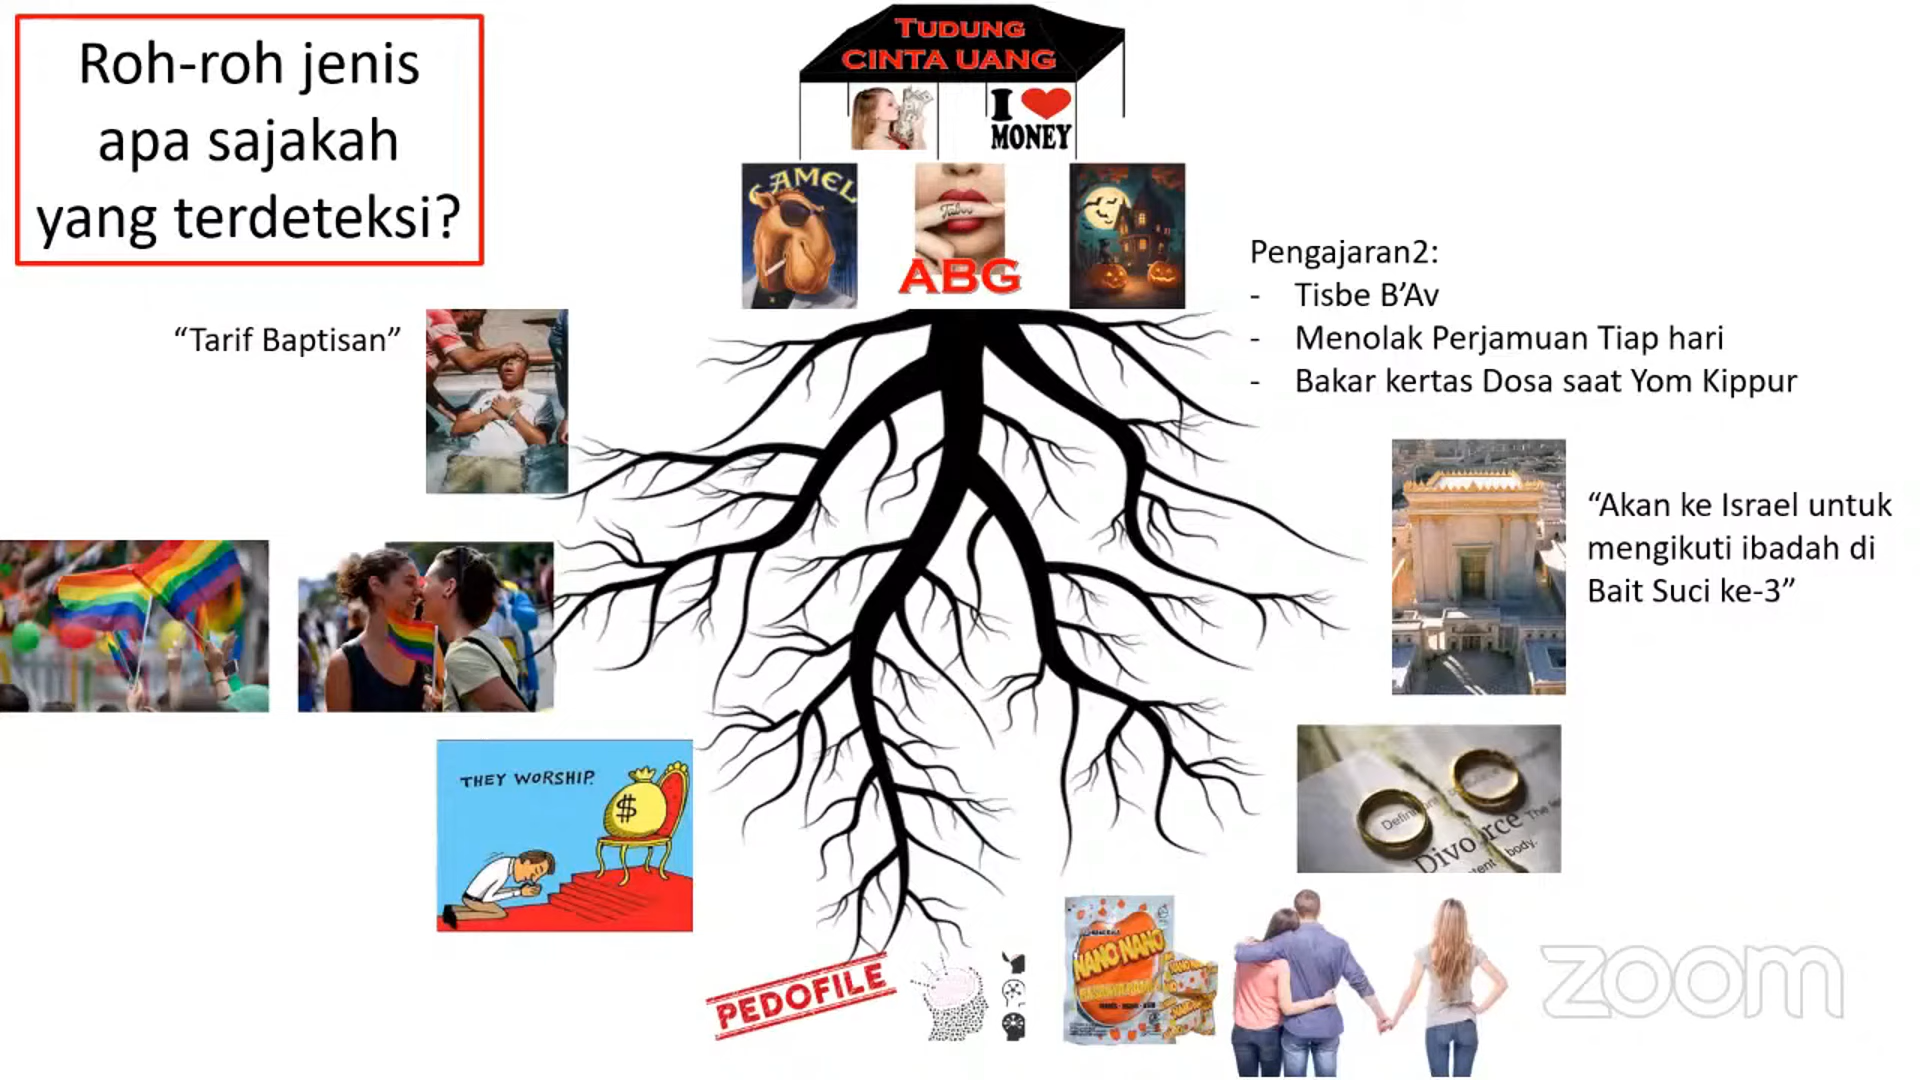 Roh-roh jenis
apa sajakah
yang terdeteksi?
TUDUNG
CINTA UANG
I
MONEY
CAMEL
Taboo
ABG
Pengajaran2:
- Tisbe B’Av
- Menolak Perjamuan Tiap hari
- Bakar kertas Dosa saat Yom Kippur
“Tarif Baptisan”
“Akan ke Israel untuk
mengikuti ibadah di
Bait Suci ke-3”
THEY WORSHIP.
$
Divorce
PEDOFILE
NANO NANO
zoom